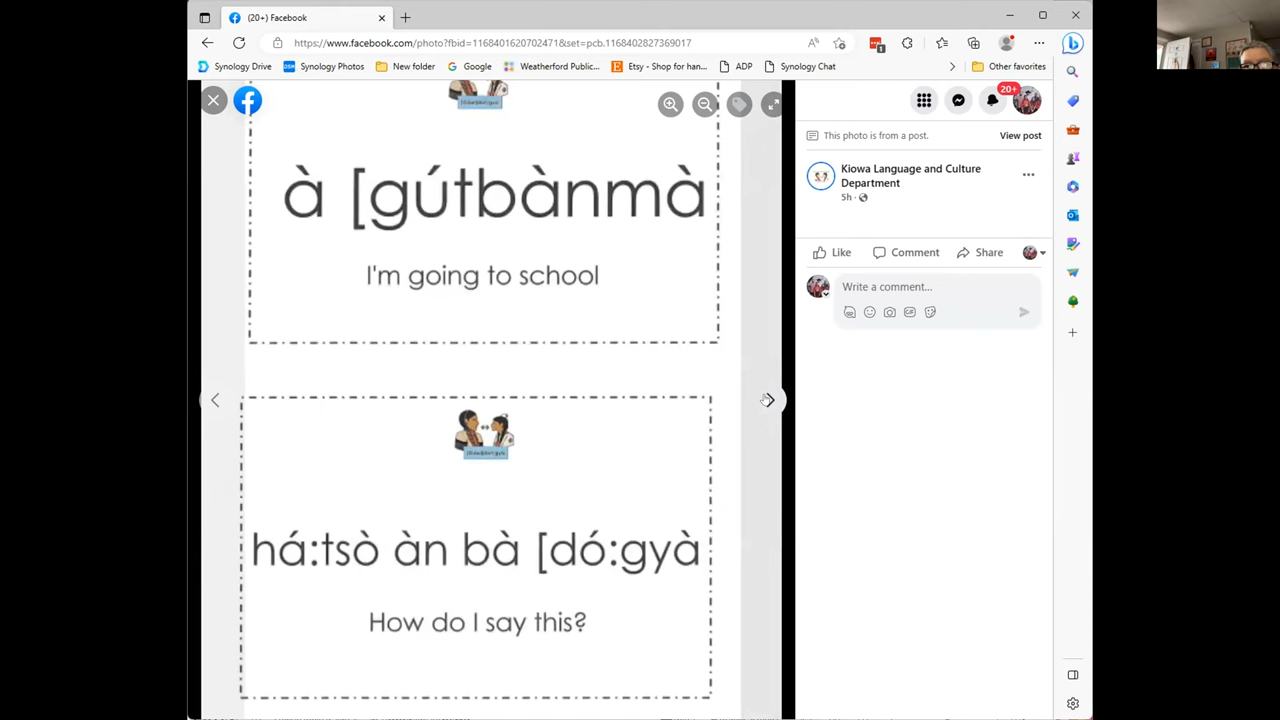 (20+) Facebook
https://www.facebook.com/photo?fbid=1168401620702471&set=pcb.1168402827369017
Synology Drive
Synology Photos
New folder
Google
Weatherford Public...
Etsy - Shop for han...
ADP
Synology Chat
Other favorites
à [gútbànmà
I'm going to school
há:tsò àn bà [dó:gyà
How do I say this?
20+
This photo is from a post.
View post
Kiowa Language and Culture
Department
5h
Like
Comment
Share
Write a comment...